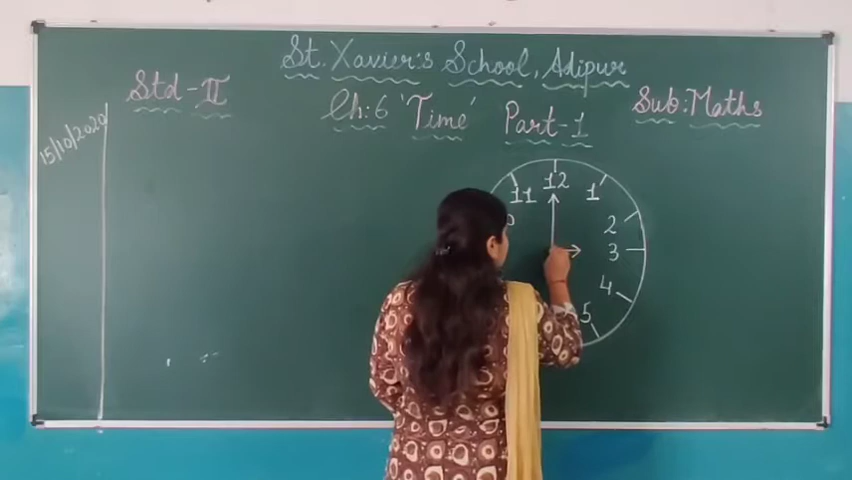 St. Xavier's School, Adipur
Std-II
Ch:6 'Time' Part-1
Sub:Maths
15/10/2020
12
11
1
2
3
4
5